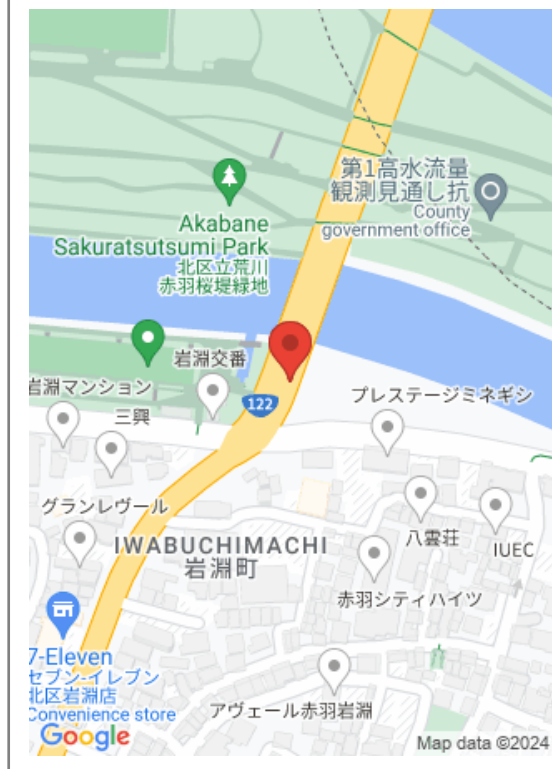 第1高水流量
観測見通し抗
County
government office
Akabane
Sakuratsutsumi Park
北区立荒川
赤羽桜堤緑地
岩淵交番
岩淵マンション
プレステージミネギシ
122
三興
グランレヴール
IWABUCHIMACHI
岩淵町
八雲荘
IUEC
赤羽シティハイツ
7-Eleven
セブン-イレブン
北区岩淵店
Convenience store
アヴェール赤羽岩淵
Google
Map data ©2024